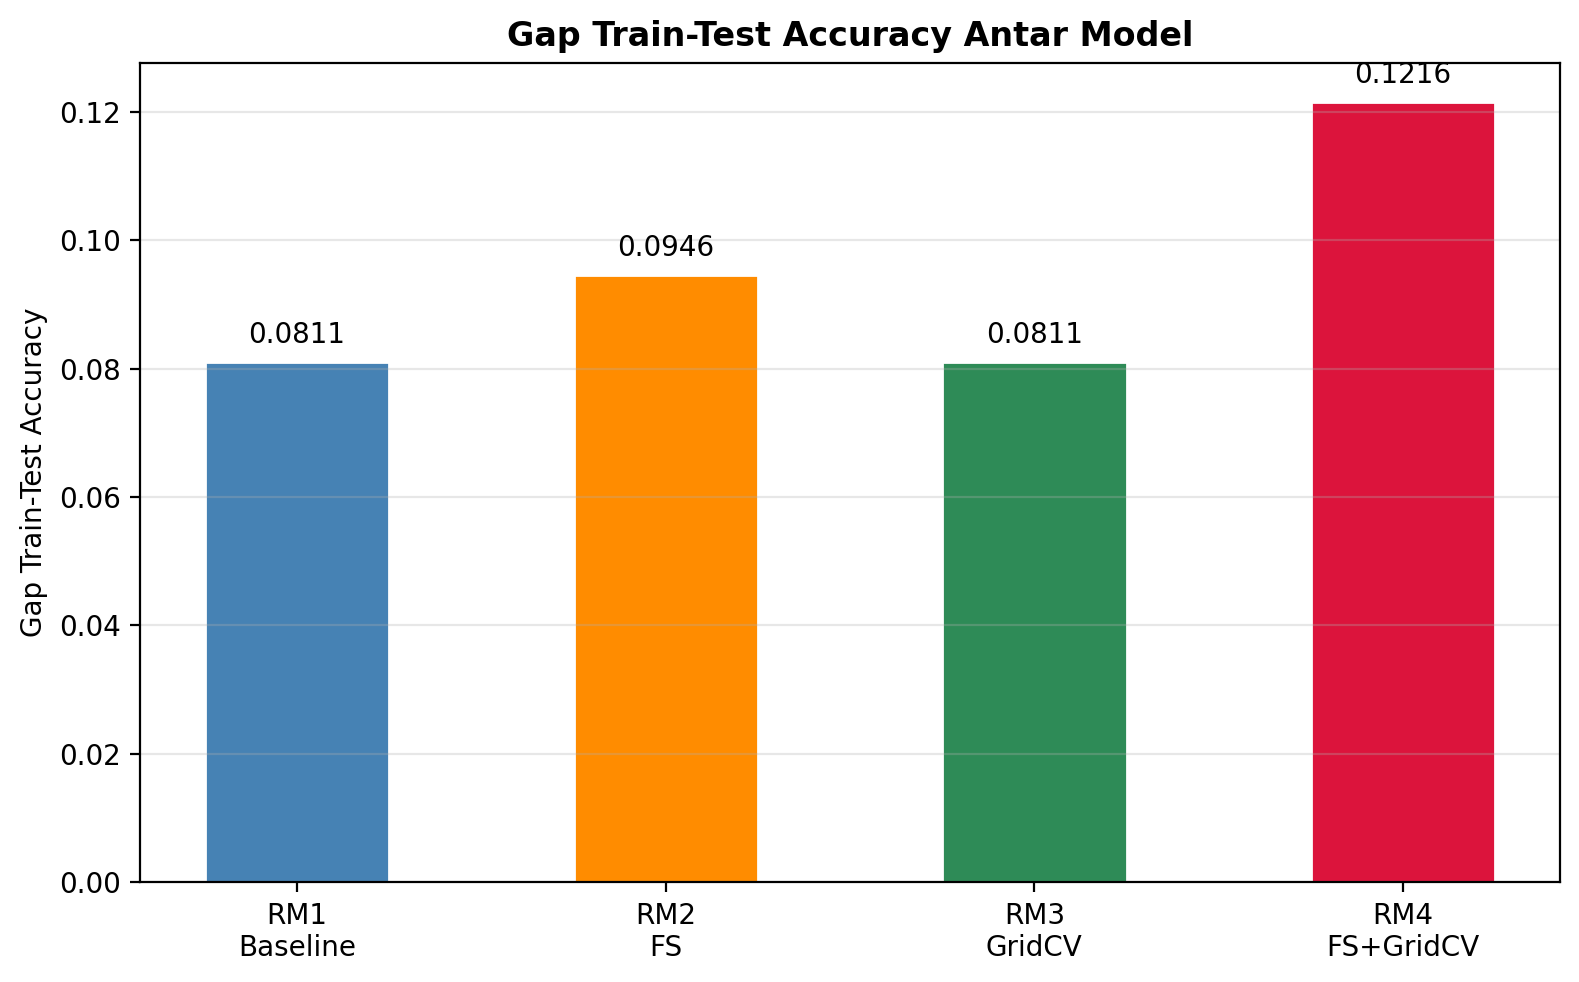 Gap Train-Test Accuracy Antar Model
Gap Train-Test Accuracy
0.12
0.10
0.08
0.06
0.04
0.02
0.00
0.0811
0.0946
0.0811
0.1216
RM1
Baseline
RM2
FS
RM3
GridCV
RM4
FS+GridCV